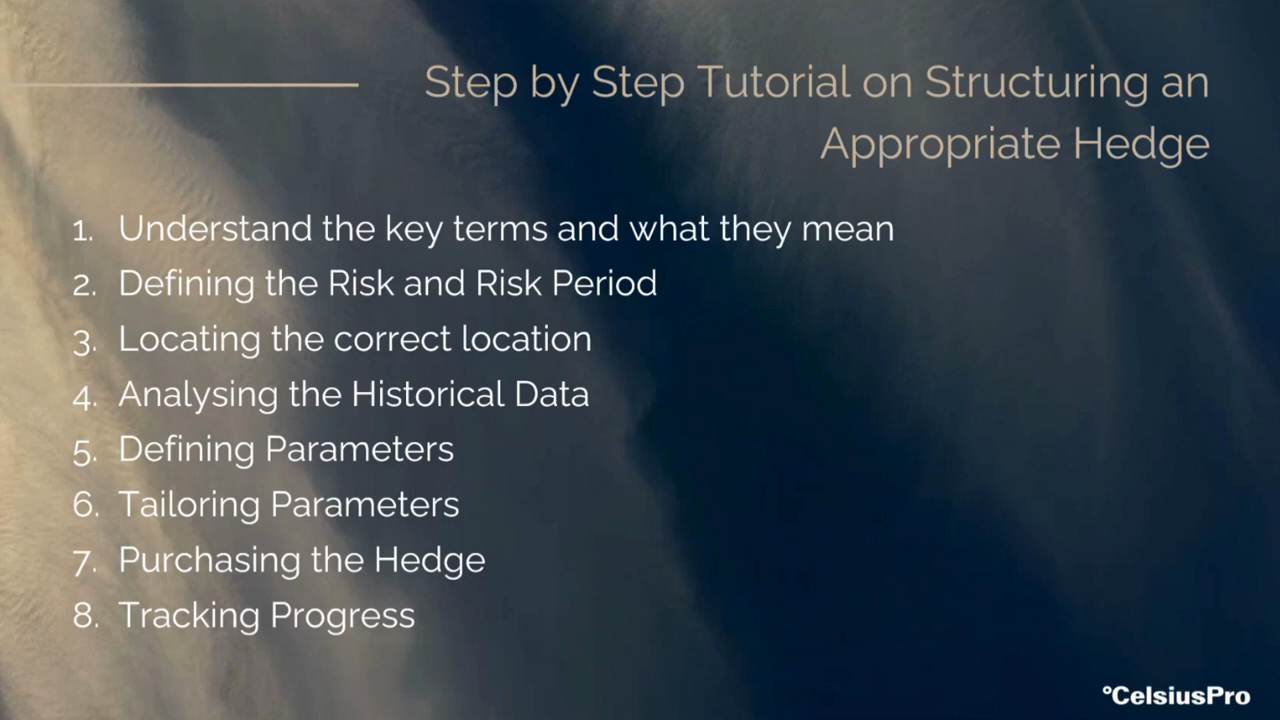 Step by Step Tutorial on Structuring an
Appropriate Hedge
1. Understand the key terms and what they mean
2. Defining the Risk and Risk Period
3. Locating the correct location
4. Analysing the Historical Data
5. Defining Parameters
6. Tailoring Parameters
7. Purchasing the Hedge
8. Tracking Progress
°CelsiusPro